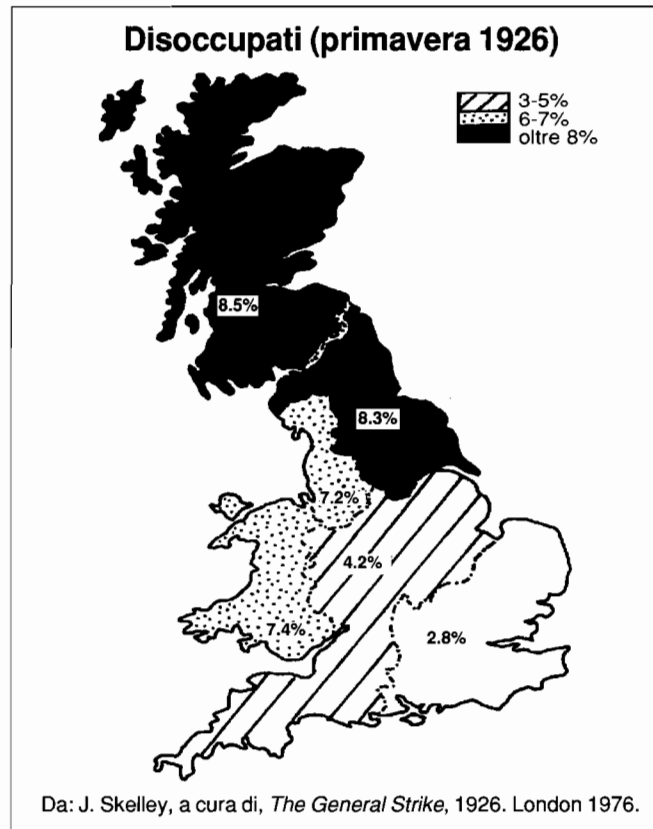 Disoccupati (primavera 1926)
3-5%
6-7%
oltre 8%
8.5%
8.3%
7.2%
4.2%
7.4%
2.8%
Da: J. Skelley, a cura di, The General Strike, 1926. London 1976.